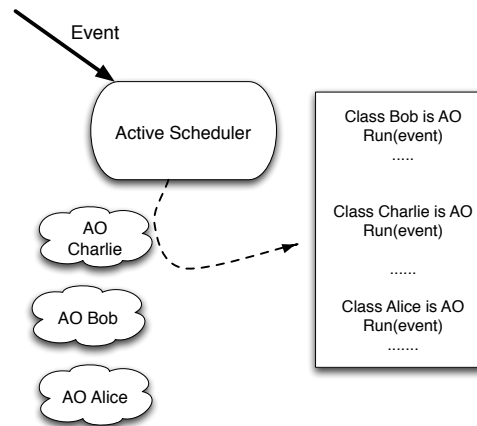 Event
Active Scheduler
AO
Charlie
AO Bob
AO Alice
Class Bob is AO
Run(event)
.....
Class Charlie is AO
Run(event)
......
Class Alice is AO
Run(event)
.......